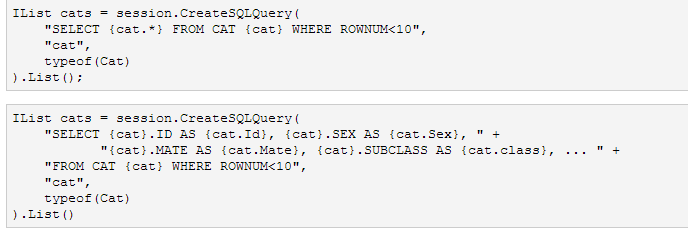 IList cats = session.CreateSQLQuery(
    "SELECT {cat.*} FROM CAT {cat} WHERE ROWNUM<10",
    "cat",
    typeof(Cat)
).List();
IList cats = session.CreateSQLQuery(
    "SELECT {cat}.ID AS {cat.Id}, {cat}.SEX AS {cat.Sex}, " +
           "{cat}.MATE AS {cat.Mate}, {cat}.SUBCLASS AS {cat.class}, ... " +
    "FROM CAT {cat} WHERE ROWNUM<10",
    "cat",
    typeof(Cat)
).List()